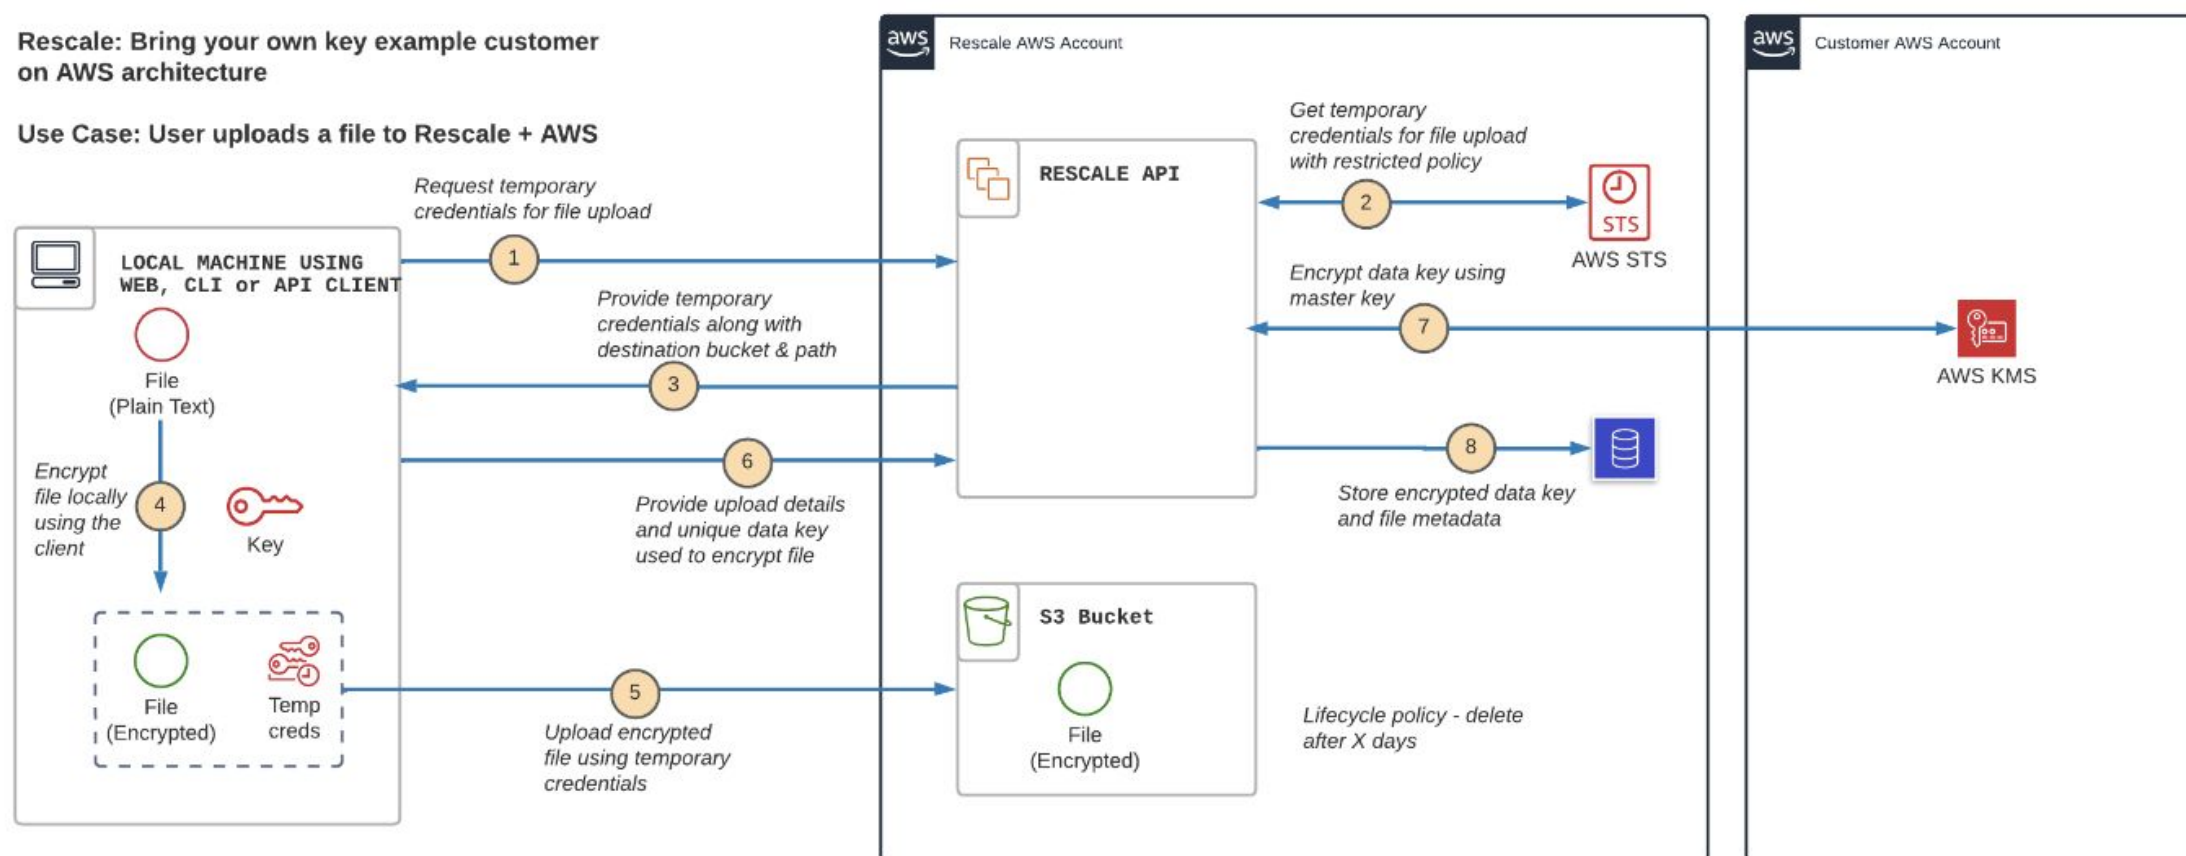 Rescale: Bring your own key example customer
on AWS architecture
Use Case: User uploads a file to Rescale + AWS
aws
Rescale AWS Account
aws
Customer AWS Account
Get temporary
credentials for file upload
with restricted policy
RESCALE API
2
STS
AWS STS
Request temporary
credentials for file upload
1
LOCAL MACHINE USING
WEB, CLI or API CLIENT
Encrypt data key using
master key
7
AWS KMS
Provide temporary
credentials along with
destination bucket & path
3
File
(Plain Text)
Encrypt
file locally
using the
client
4
Key
6
Provide upload details
and unique data key
used to encrypt file
8
Store encrypted data key
and file metadata
S3 Bucket
File
(Encrypted)
Temp
creds
5
Upload encrypted
file using temporary
credentials
File
(Encrypted)
Lifecycle policy - delete
after X days